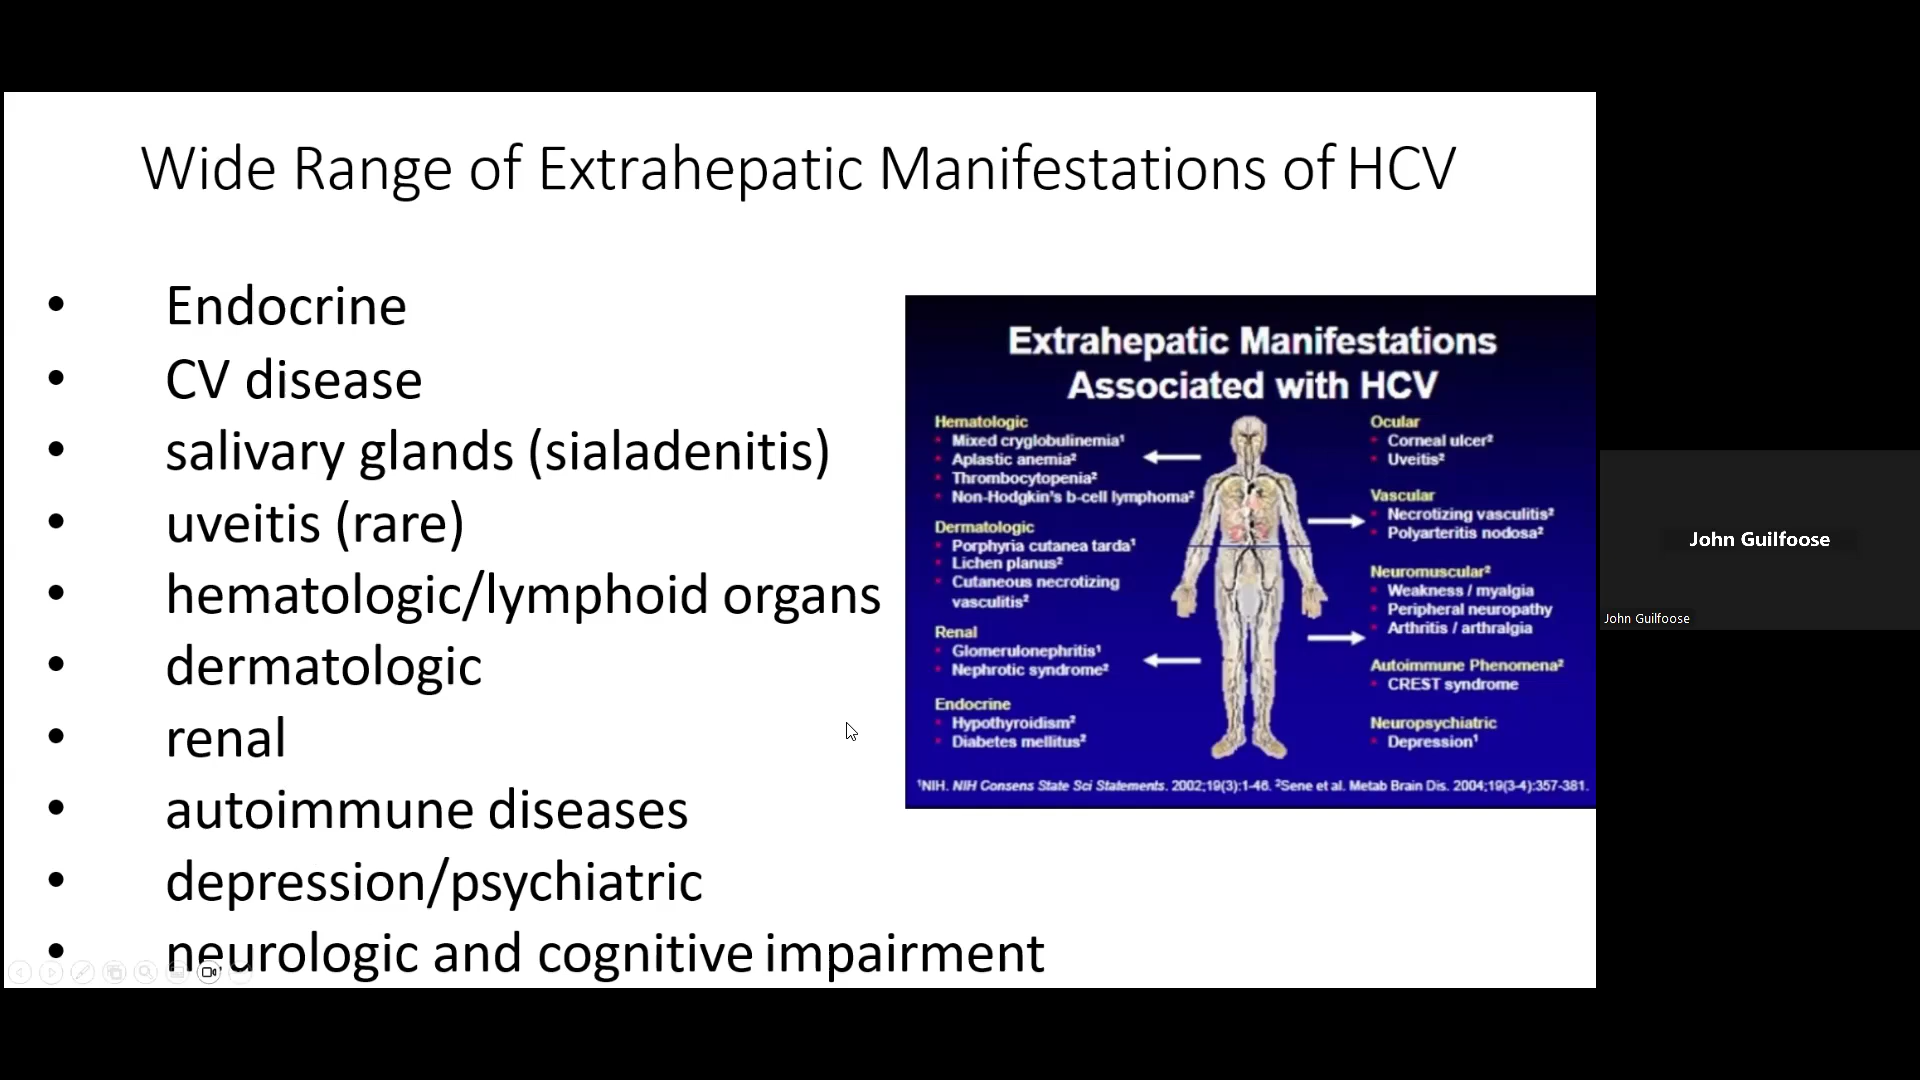 Wide Range of Extrahepatic Manifestations of HCV
• Endocrine
• CV disease
• salivary glands (sialadenitis)
• uveitis (rare)
• hematologic/lymphoid organs
• dermatologic
• renal
• autoimmune diseases
• depression/psychiatric
• neurologic and cognitive impairment
Extrahepatic Manifestations
Associated with HCV
Hematologic
Mixed cryglobulinemia¹
Aplastic anemia²
Thrombocytopenia²
Non-Hodgkin's b-cell lymphoma²
Dermatologic
Porphyria cutanea tarda¹
Lichen planus²
Cutaneous necrotizing
vasculitis²
Renal
Glomerulonephritis¹
Nephrotic syndrome²
Endocrine
Hypothyroidism²
Diabetes mellitus²
Ocular
Corneal ulcer²
Uveitis²
Vascular
Necrotizing vasculitis²
Polyarteritis nodosa²
Neuromuscular²
Weakness / myalgia
Peripheral neuropathy
Arthritis / arthralgia
Autoimmune Phenomena²
CREST syndrome
Neuropsychiatric
Depression¹
¹NIH. NIH Consens State Sci Statements. 2002;19(3):1-46. ²Sene et al. Metab Brain Dis. 2004;19(3-4):357-381.
John Guilfoose
John Guilfoose